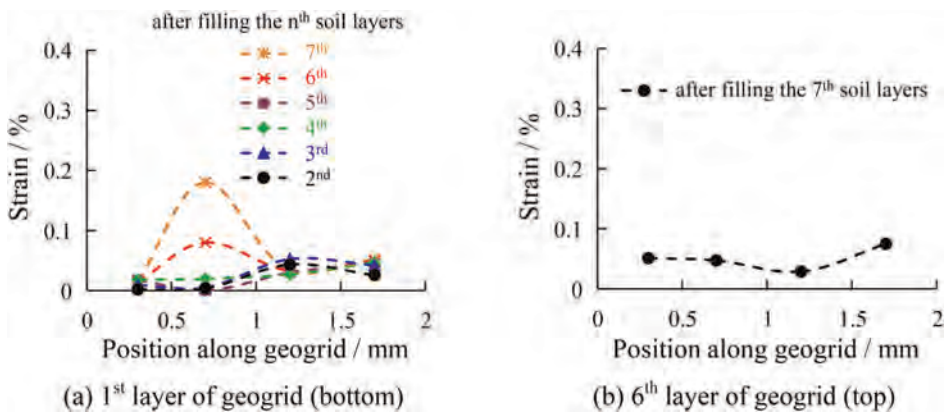 after filling the nth soil layers
7th
6th
5th
4th
3rd
2nd
0.4
0.3
0.2
0.1
0
Strain / %
0 0.5 1 1.5 2
Position along geogrid / mm
(a) 1st layer of geogrid (bottom)
0.4
0.3
0.2
0.1
0
Strain / %
after filling the 7th soil layers
0 0.5 1 1.5 2
Position along geogrid / mm
(b) 6th layer of geogrid (top)